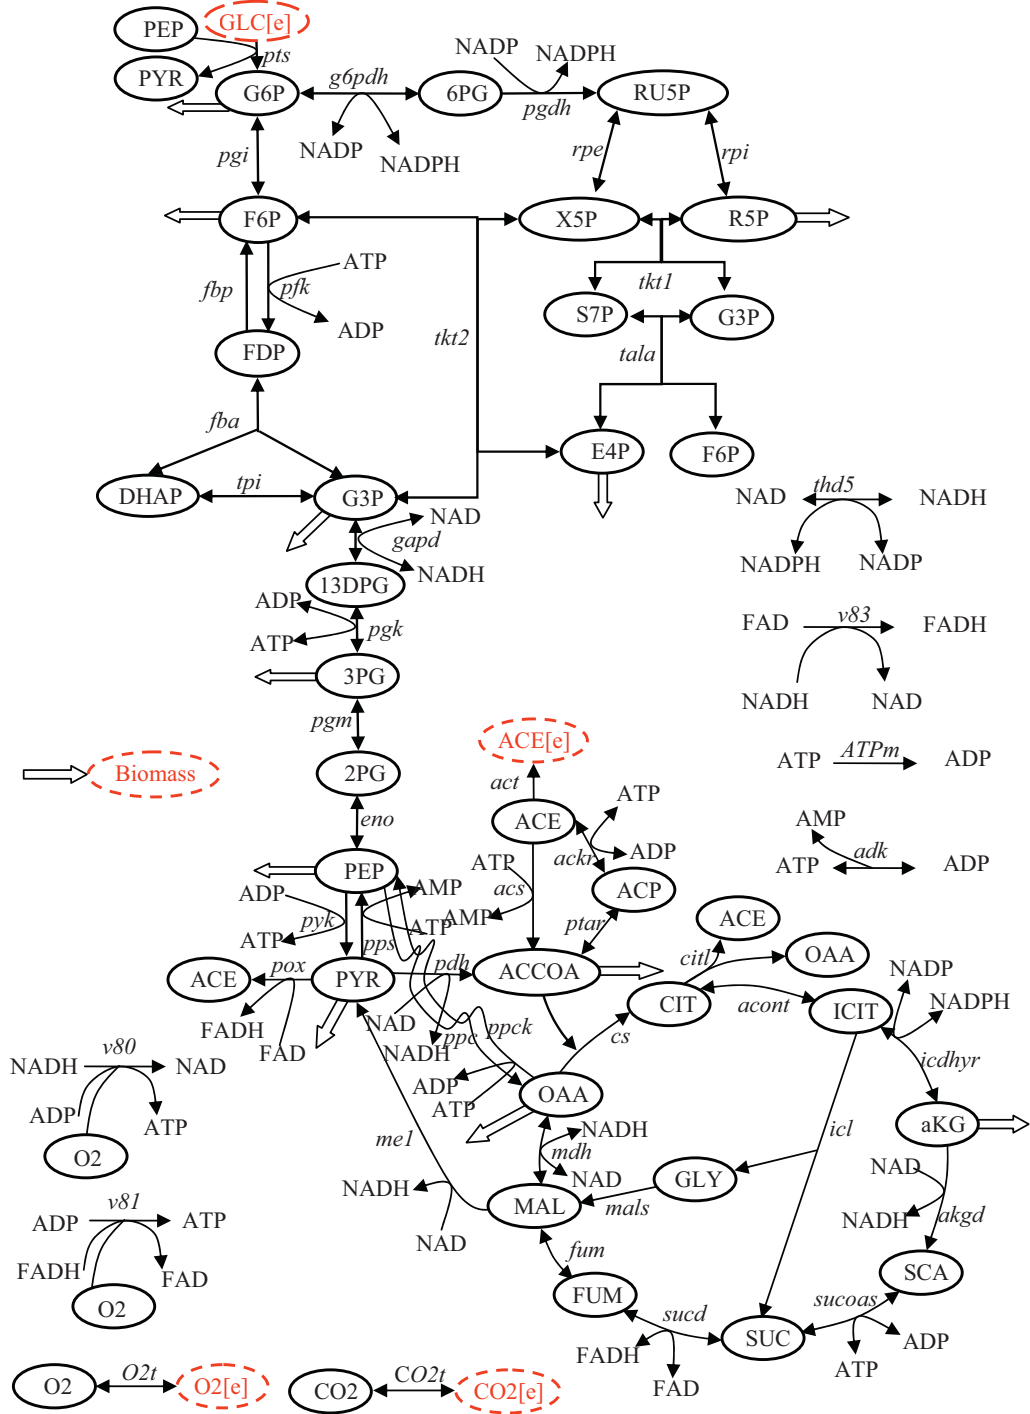 PEP GLC[e]
pts
PYR
G6P g6pdh 6PG
NADP NADPH
pgdh
RU5P
NADP NADPH
pgi
rpe rpi
F6P X5P R5P
ATP
fbp pfk
ADP
tkt1
S7P G3P
tkt2
tala
FDP
fba
E4P F6P
DHAP tpi G3P
NAD
gapd
NADH
NAD thd5 NADH
NADPH NADP
13DPG
ADP
pgk
ATP
FAD v83 FADH
NADH NAD
3PG
pgm
ACE[e]
Biomass
2PG
act
ATP ATPm ADP
ATP
ACE
eno
ackr ADP
AMP
ATP adk ADP
PEP
ATP
acs
ACP
ADP
pyk
ATP
AMP
pps
ATP
AMP
ptar
ACE
citl
OAA
ACE pox PYR pdh ACCOA
NADP
CIT acont ICIT
NADPH
FADH
FAD
NAD
NADH
ppc ppck
cs
icdhyr
v80
NADH NAD
ADP ATP
O2
ADP
ATP
OAA
aKG
me1
NADH
mdh
NAD
icl
NAD
NADH
akgd
GLY
mals
NADH
NAD
MAL
v81
ADP ATP
FADH FAD
O2
fum
FUM
SCA
sucd
sucoas
SUC
FADH
FAD
ADP
ATP
O2 O2t O2[e]
CO2 CO2t CO2[e]